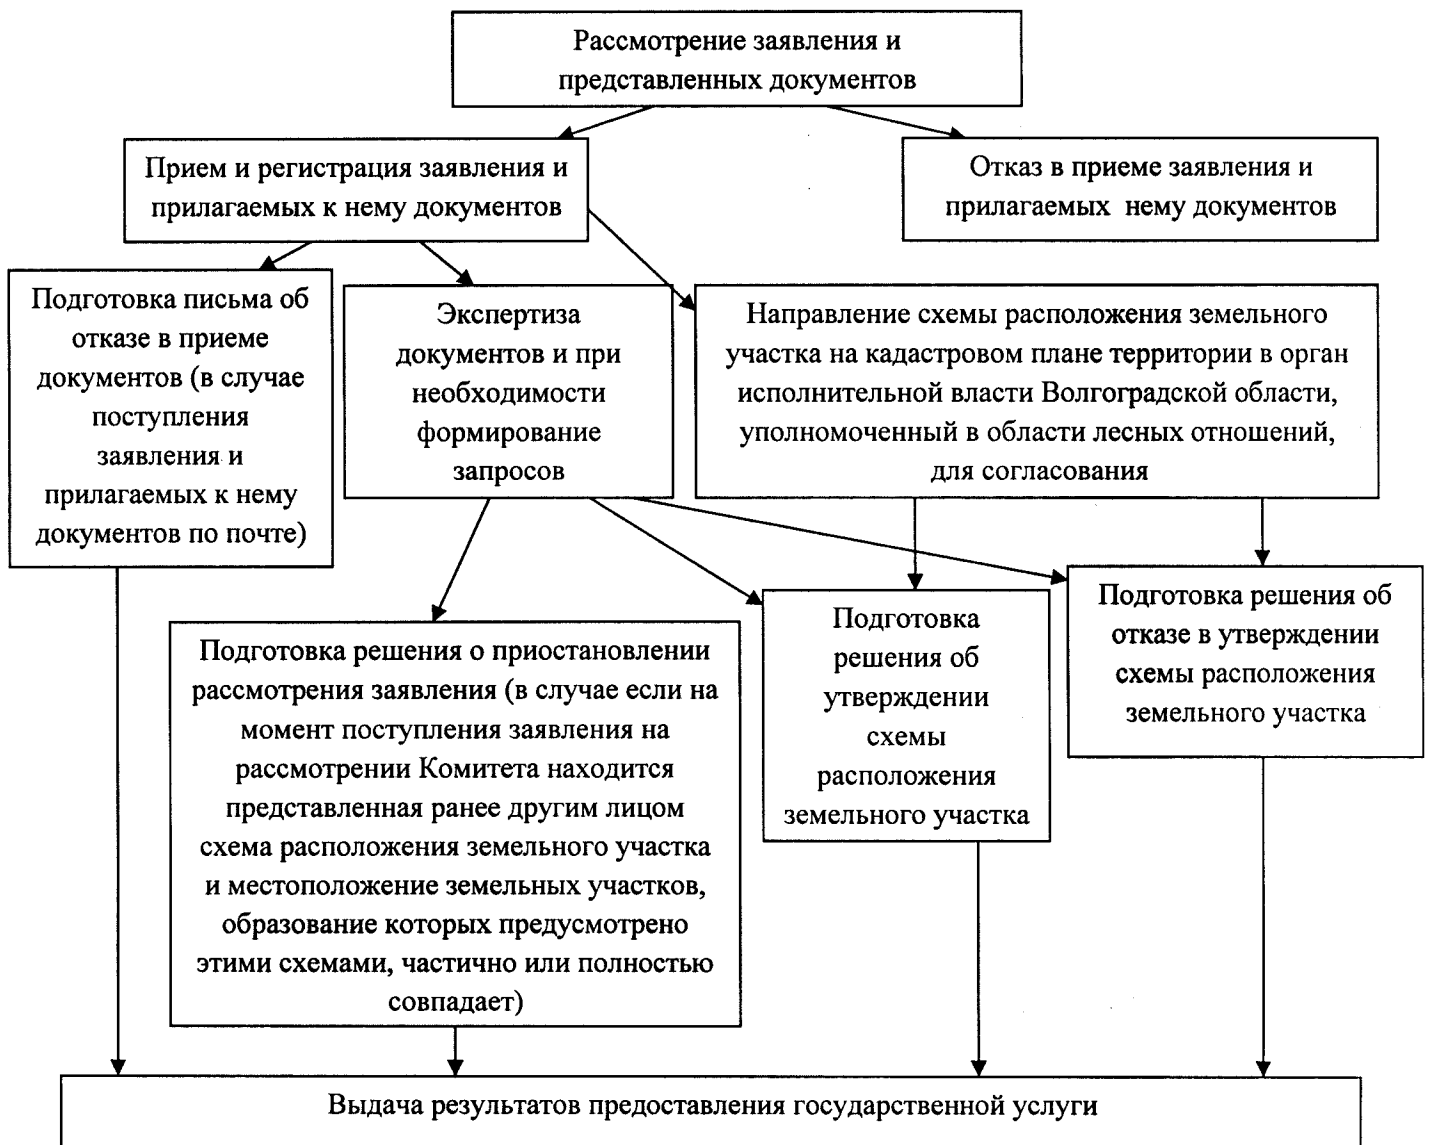 Рассмотрение заявления и
представленных документов
Прием и регистрация заявления и
прилагаемых к нему документов
Отказ в приеме заявления и
прилагаемых нему документов
Подготовка письма об
отказе в приеме
документов (в случае
поступления
заявления и
прилагаемых к нему
документов по почте)
Экспертиза
документов и при
необходимости
формирование
запросов
Направление схемы расположения земельного
участка на кадастровом плане территории в орган
исполнительной власти Волгоградской области,
уполномоченный в области лесных отношений,
для согласования
Подготовка решения о приостановлении
рассмотрения заявления (в случае если на
момент поступления заявления на
рассмотрении Комитета находится
представленная ранее другим лицом
схема расположения земельного участка
и местоположение земельных участков,
образование которых предусмотрено
этими схемами, частично или полностью
совпадает)
Подготовка
решения об
утверждении
схемы
расположения
земельного участка
Подготовка решения об
отказе в утверждении
схемы расположения
земельного участка
Выдача результатов предоставления государственной услуги